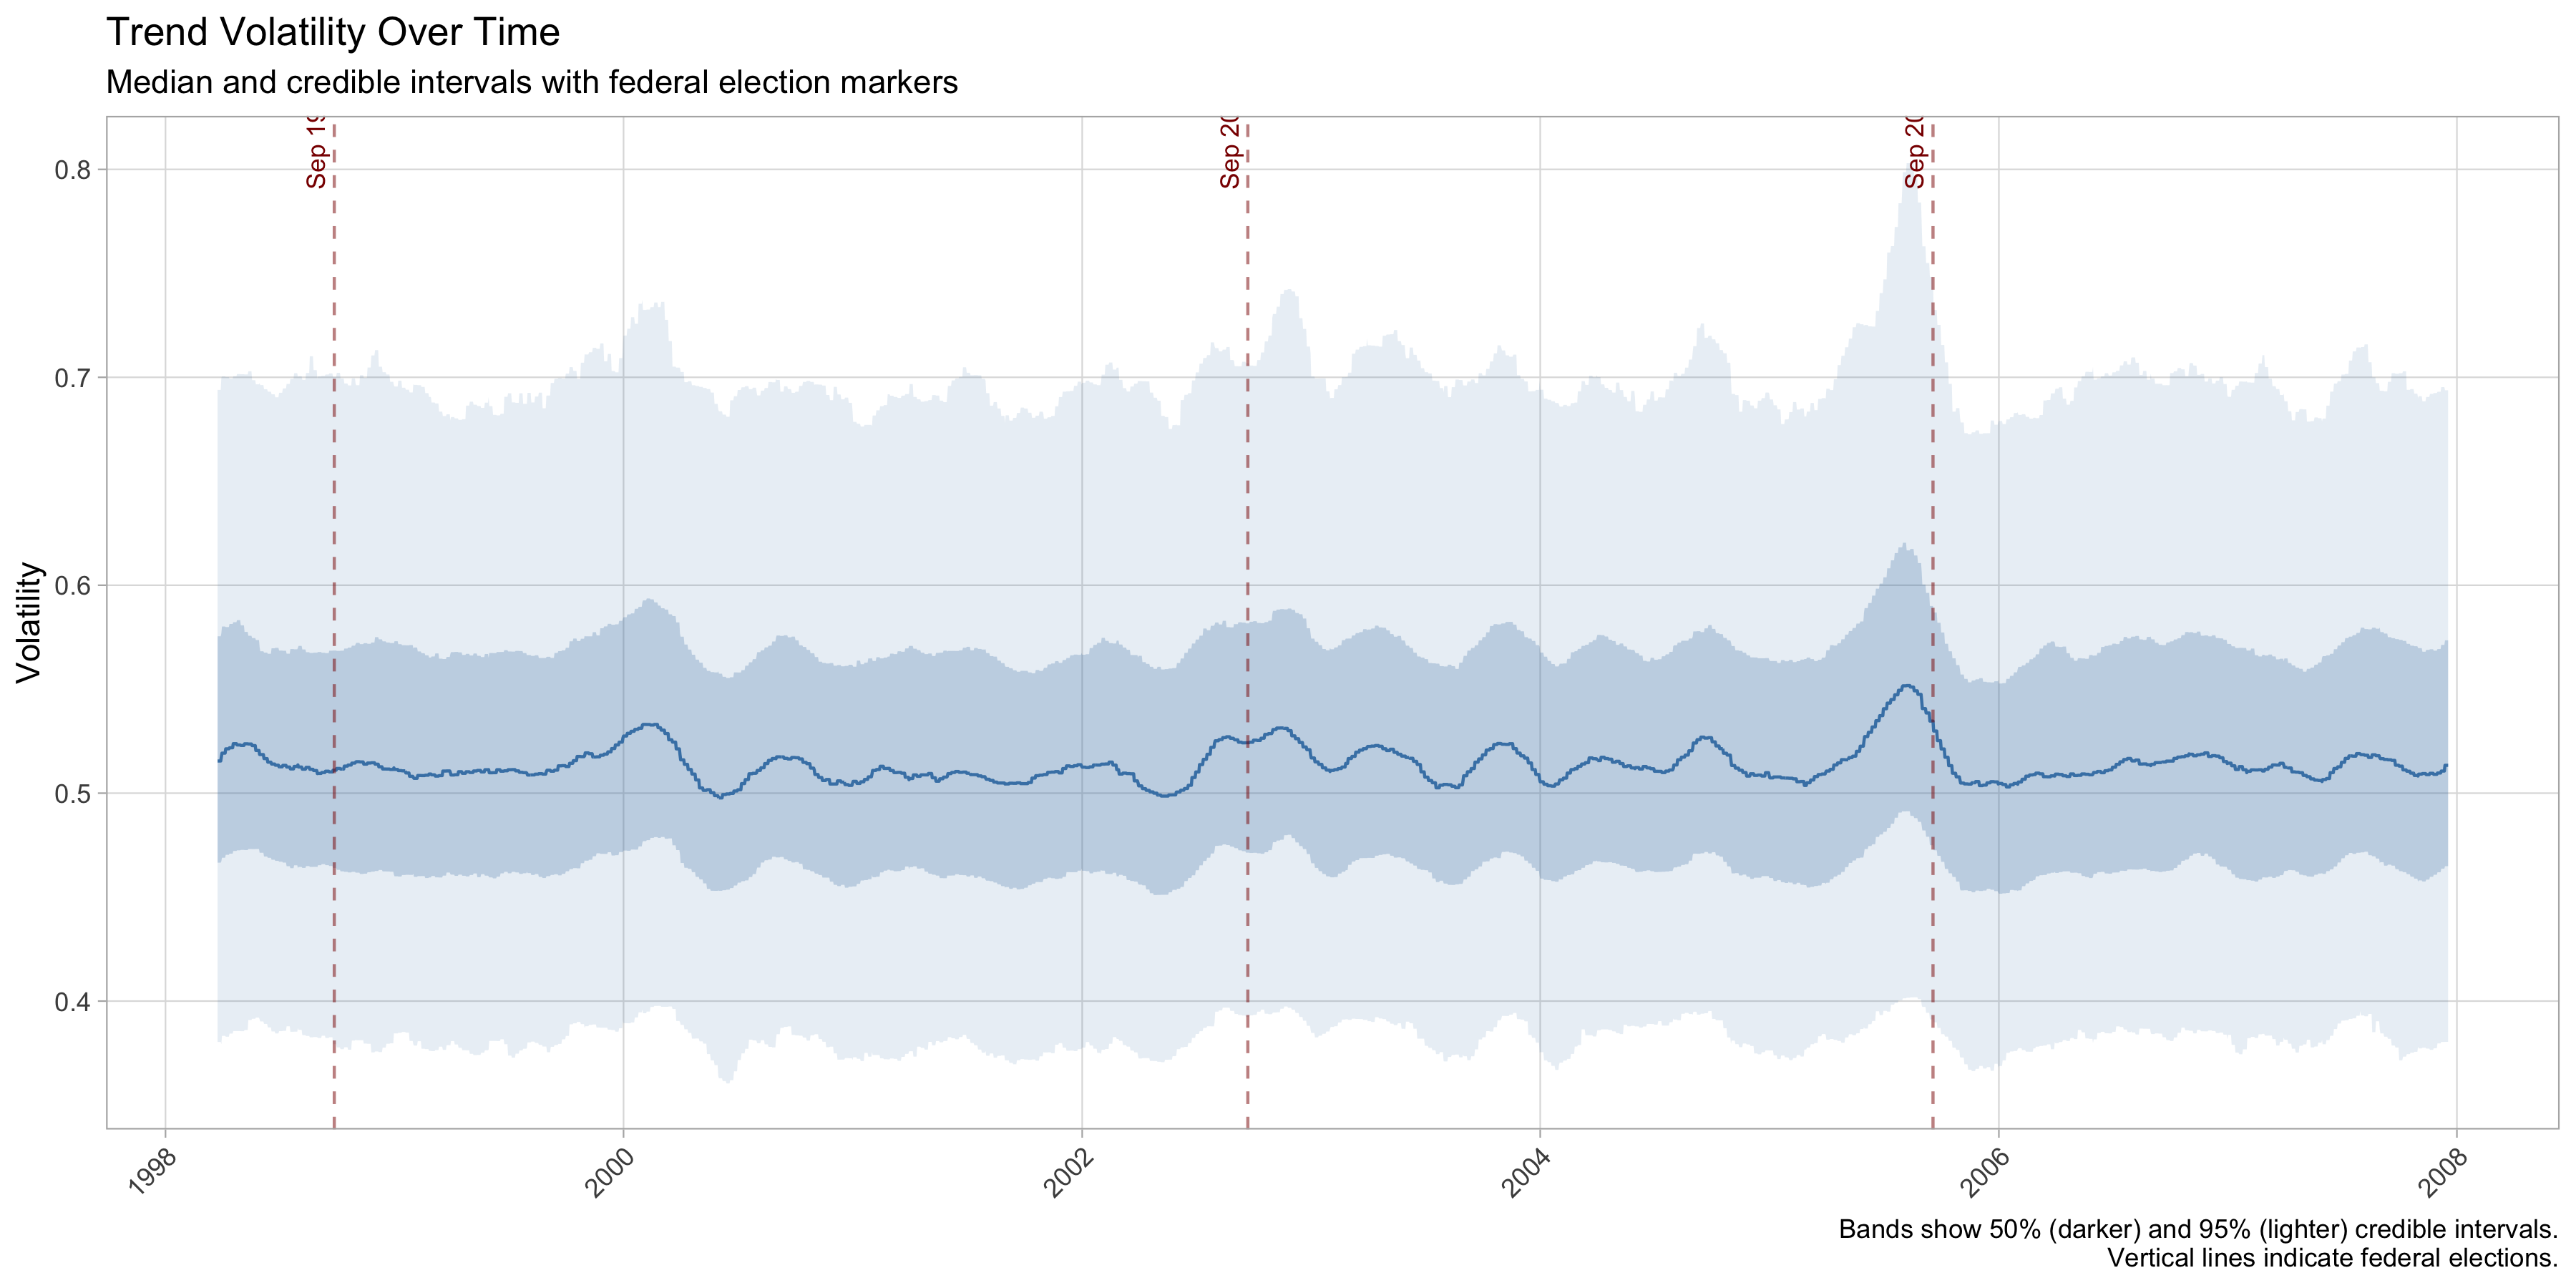 Trend Volatility Over Time
Median and credible intervals with federal election markers
Sep 19
Sep 20
Sep 20
0.8
0.7
0.6
0.5
0.4
Volatility
1998
2000
2002
2004
2006
2008
Bands show 50% (darker) and 95% (lighter) credible intervals.
Vertical lines indicate federal elections.